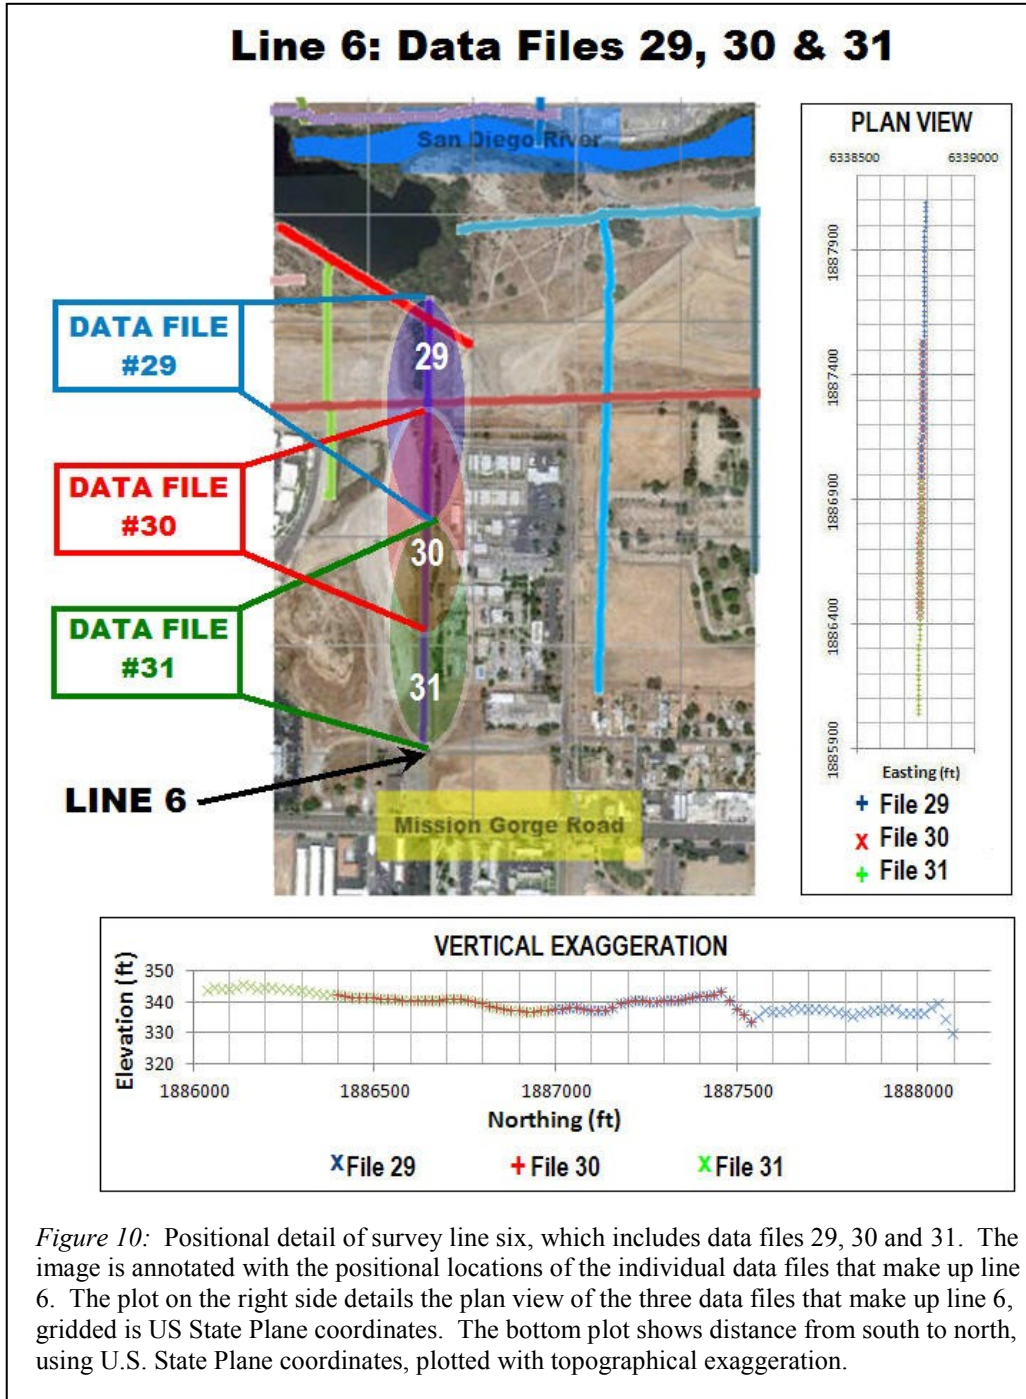 Line 6: Data Files 29, 30 & 31
San Diego River
DATA FILE
#29
DATA FILE
#30
DATA FILE
#31
LINE 6
29
30
31
Mission Gorge Road
PLAN VIEW
6338500 6339000
1887900
1887400
1886900
1886400
1885900
Easting (ft)
+ File 29
x File 30
+ File 31
VERTICAL EXAGGERATION
Elevation (ft)
350
340
330
320
1886000 1886500 1887000 1887500 1888000
Northing (ft)
x File 29 + File 30 x File 31
Figure 10: Positional detail of survey line six, which includes data files 29, 30 and 31. The
image is annotated with the positional locations of the individual data files that make up line
6. The plot on the right side details the plan view of the three data files that make up line 6,
gridded is US State Plane coordinates. The bottom plot shows distance from south to north,
using U.S. State Plane coordinates, plotted with topographical exaggeration.